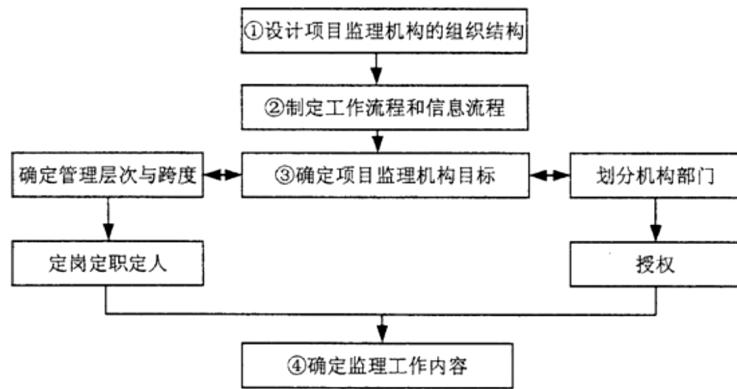 ①设计项目监理机构的组织结构
②制定工作流程和信息流程
确定管理层次与跨度
③确定项目监理机构目标
划分机构部门
定岗定职定人
授权
④确定监理工作内容